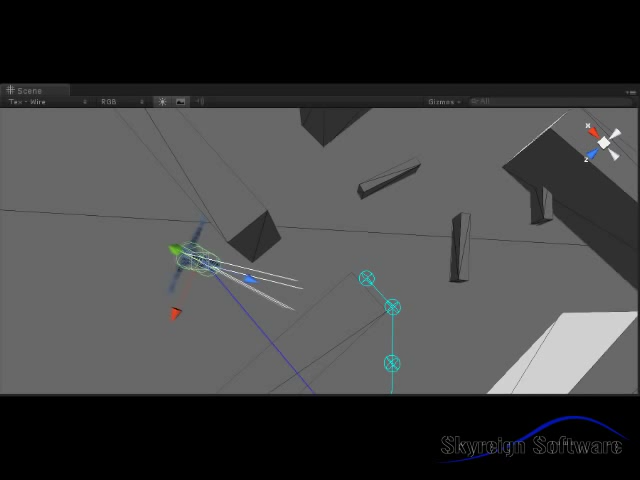 Scene
Tex - Wire RGB Gizmos All
x
z
Skyreign Software